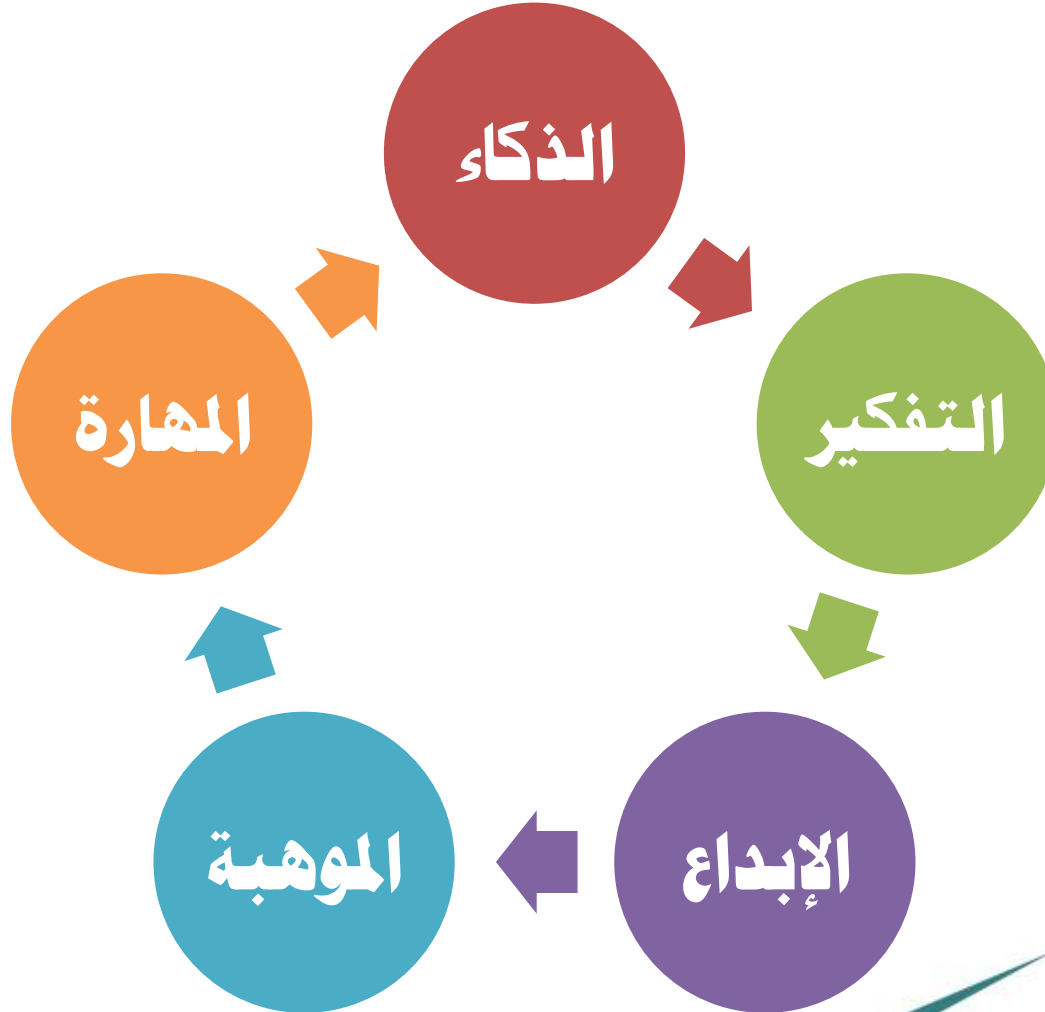 الذكاء
التفكير
الإبداع
الموهبة
المهارة